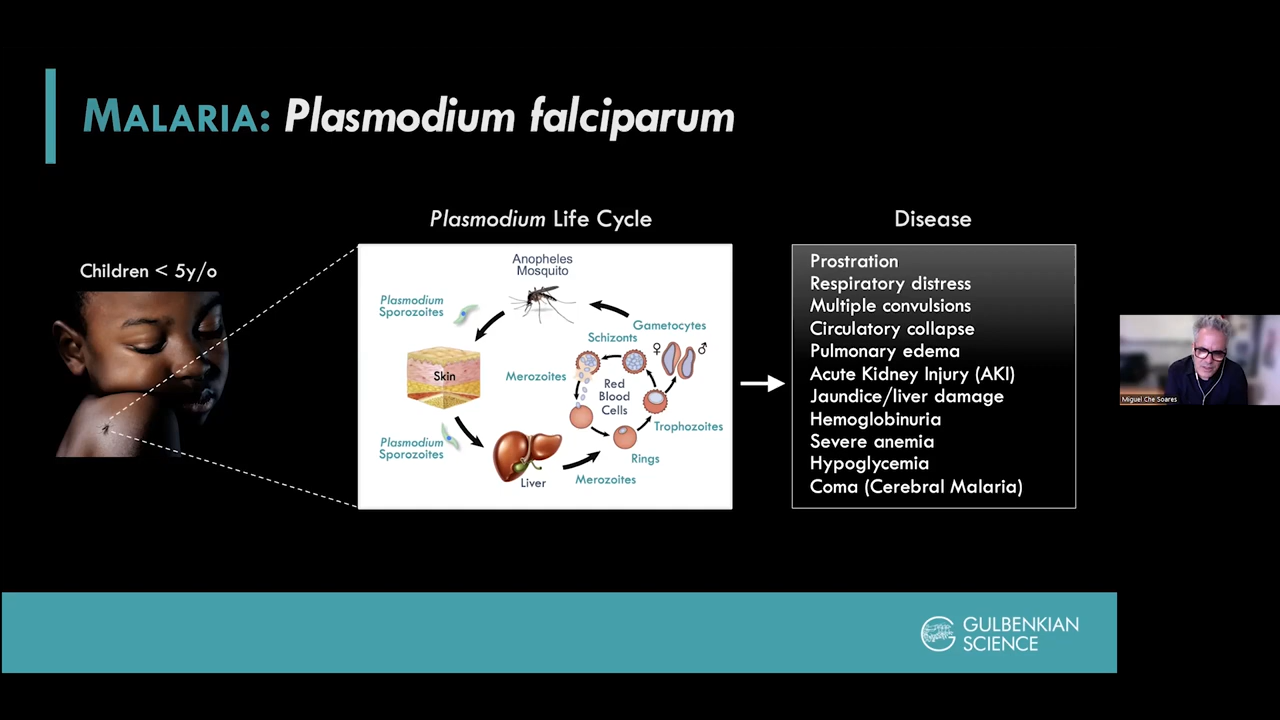 MALARIA: Plasmodium falciparum
Children < 5y/o
Plasmodium Life Cycle
Anopheles
Mosquito
Plasmodium
Sporozoites
Gametocytes
Schizonts
♀
♂
Skin
Merozoites
Red
Blood
Cells
Trophozoites
Plasmodium
Sporozoites
Rings
Liver
Merozoites
Disease
Prostration
Respiratory distress
Multiple convulsions
Circulatory collapse
Pulmonary edema
Acute Kidney Injury (AKI)
Jaundice/liver damage
Hemoglobinuria
Severe anemia
Hypoglycemia
Coma (Cerebral Malaria)
Miguel Che Soares
GULBENKIAN
SCIENCE